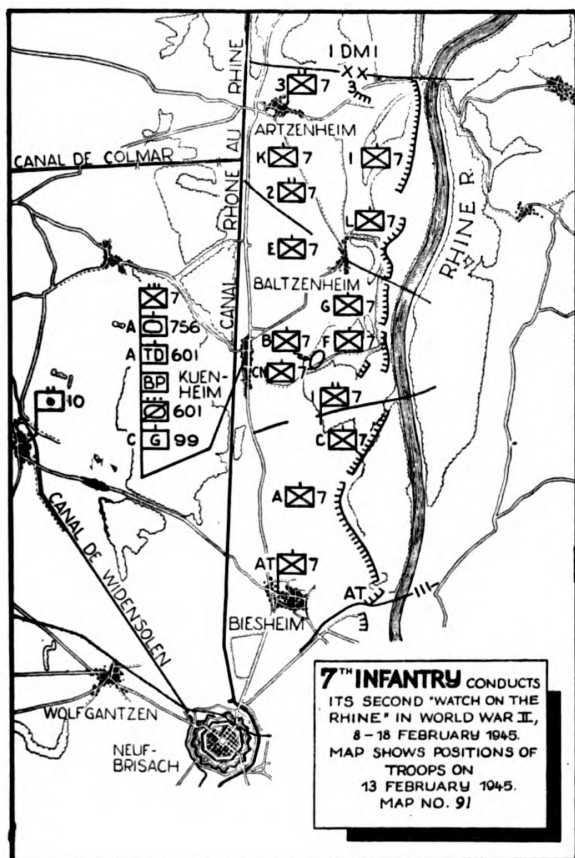 1 DM1
XX
3 7
ARTZENHEIM
CANAL DE COLMAR
CANAL RHONE AU RHINE
RHINE R.
K 7
1 7
2 7
L 7
E 7
BALTZENHEIM
G 7
7
A 756
A TD 601
BP
601
C G 99
KUEN-
HEIM
B 7
F 7
CN 7
1 7
C 7
10
A 7
AT 7
AT
III
BIESHEIM
CANAL DE WIDENSOLEN
WOLFGANTZEN
NEUF-
BRISACH
7TH INFANTRY CONDUCTS
ITS SECOND "WATCH ON THE
RHINE" IN WORLD WAR II,
8-18 FEBRUARY 1945.
MAP SHOWS POSITIONS OF
TROOPS ON
13 FEBRUARY 1945.
MAP NO. 91